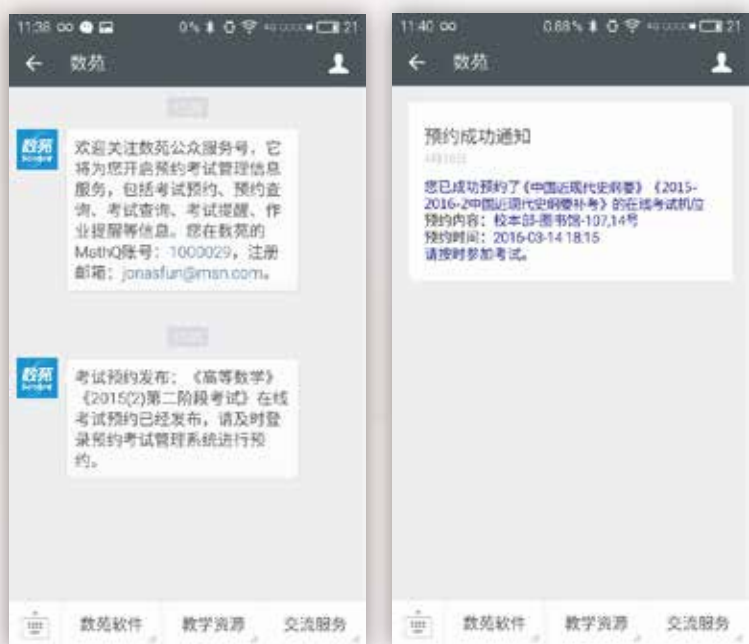 11:38
0%
21
数苑
数苑
欢迎关注数苑公众服务号，它
将为您开启预约考试管理信息
服务，包括考试预约、预约查
询、考试查询、考试提醒、作
业提醒等信息。您在数苑的
MathQ账号：1000029，注册
邮箱：jonasfun@msn.com。
数苑
考试预约发布：《高等数学》
《2015(2)第二阶段考试》在线
考试预约已经发布，请及时登
录预约考试管理系统进行预
约。
数苑软件
教学资源
交流服务
11:40
0.88%
21
数苑
预约成功通知
您已成功预约了《中国近现代史纲要》《2015-
2016-2中国近现代史纲要补考》的在线考试机位
预约内容：校本部-图书馆-107,14号
预约时间：2016-03-14 18:15
请按时参加考试。
数苑软件
教学资源
交流服务